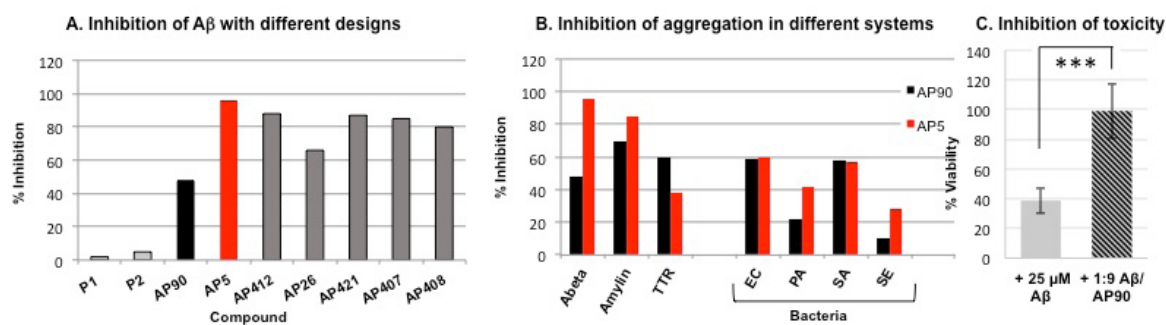 A. Inhibition of Aβ with different designs
120
100
80
60
40
20
0
% Inhibition
P1
P2
AP90
AP5
AP412
AP26
AP421
AP407
AP408
Compound
B. Inhibition of aggregation in different systems
120
100
80
60
40
20
0
% Inhibition
AP90
AP5
Abeta
Amylin
TTR
EC
PA
SA
SE
Bacteria
C. Inhibition of toxicity
140
120
100
80
60
40
20
0
% Viability
***
+ 25 µM
Aβ
+ 1:9 Aβ/
AP90